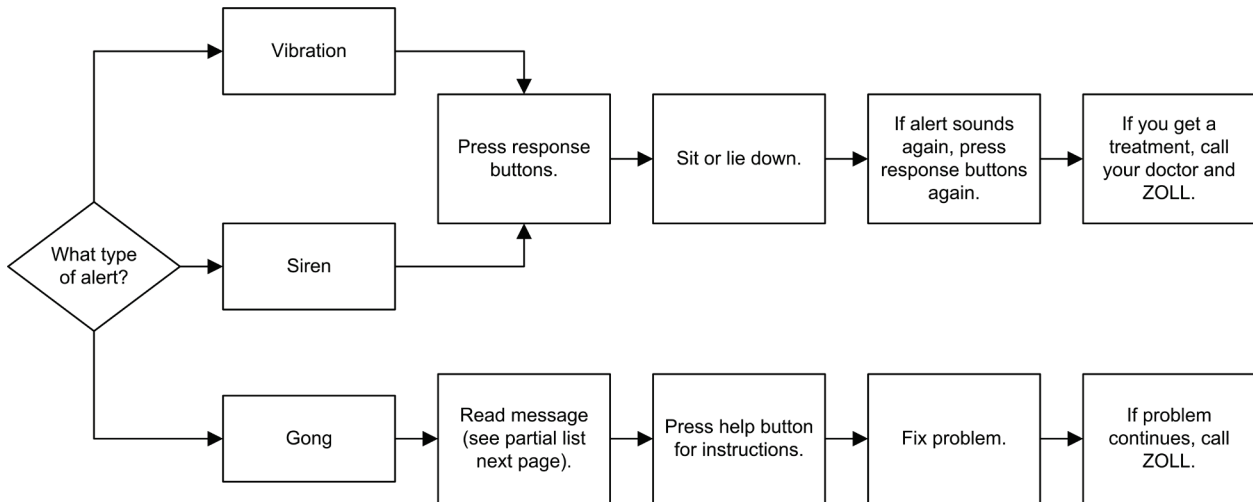 What type
of alert?
Vibration
Siren
Press response
buttons.
Sit or lie down.
If alert sounds
again, press
response buttons
again.
If you get a
treatment, call
your doctor and
ZOLL.
Gong
Read message
(see partial list
next page).
Press help button
for instructions.
Fix problem.
If problem
continues, call
ZOLL.